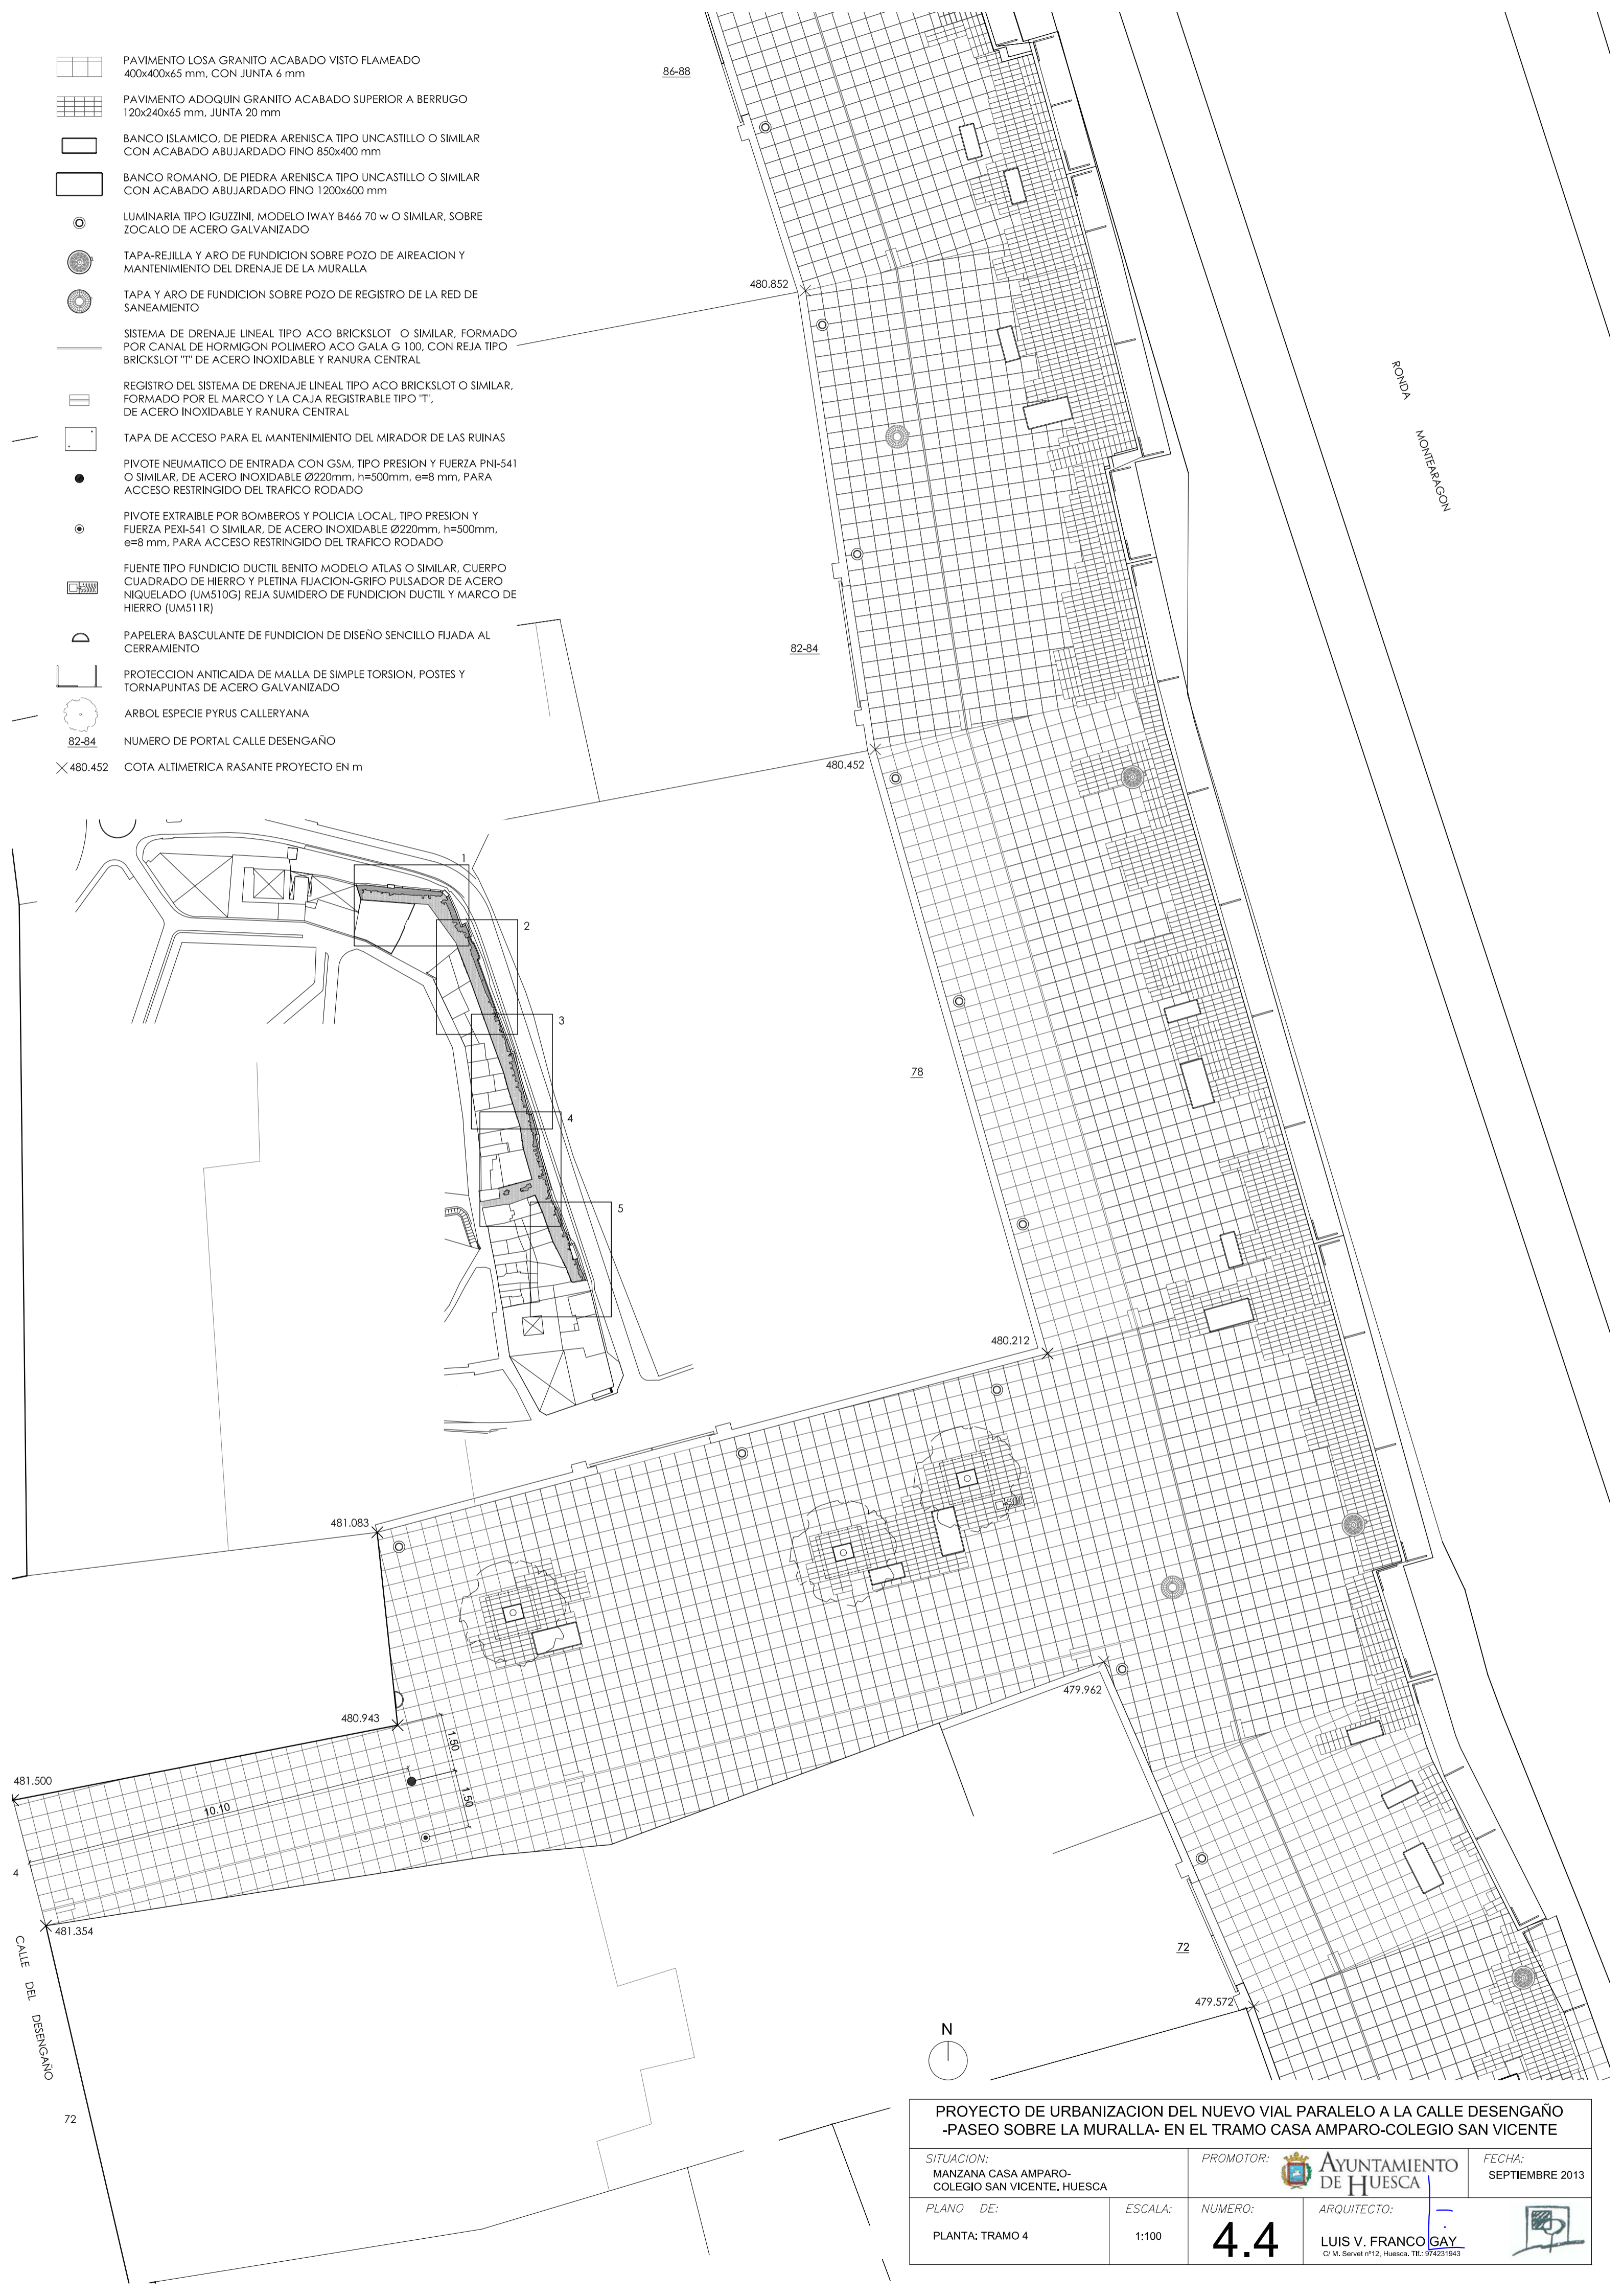 PAVIMENTO LOSA GRANITO ACABADO VISTO FLAMEADO
400x400x65 mm, CON JUNTA 6 mm
PAVIMENTO ADOQUIN GRANITO ACABADO SUPERIOR A BERRUGO
120x240x65 mm, JUNTA 20 mm
BANCO ISLAMICO, DE PIEDRA ARENISCA TIPO UNCASTILLO O SIMILAR
CON ACABADO ABUJARDADO FINO 850x400 mm
BANCO ROMANO, DE PIEDRA ARENISCA TIPO UNCASTILLO O SIMILAR
CON ACABADO ABUJARDADO FINO 1200x600 mm
LUMINARIA TIPO IGUZZINI, MODELO IWAY B466 70 w O SIMILAR, SOBRE
ZOCALO DE ACERO GALVANIZADO
TAPA-REJILLA Y ARO DE FUNDICION SOBRE POZO DE AIREACION Y
MANTENIMIENTO DEL DRENAJE DE LA MURALLA
TAPA Y ARO DE FUNDICION SOBRE POZO DE REGISTRO DE LA RED DE
SANEAMIENTO
SISTEMA DE DRENAJE LINEAL TIPO ACO BRICKSLOT O SIMILAR, FORMADO
POR CANAL DE HORMIGON POLIMERO ACO GALA G 100, CON REJA TIPO
BRICKSLOT "T" DE ACERO INOXIDABLE Y RANURA CENTRAL
REGISTRO DEL SISTEMA DE DRENAJE LINEAL TIPO ACO BRICKSLOT O SIMILAR,
FORMADO POR EL MARCO Y LA CAJA REGISTRABLE TIPO "T",
DE ACERO INOXIDABLE Y RANURA CENTRAL
TAPA DE ACCESO PARA EL MANTENIMIENTO DEL MIRADOR DE LAS RUINAS
PIVOTE NEUMATICO DE ENTRADA CON GSM, TIPO PRESION Y FUERZA PNI-541
O SIMILAR, DE ACERO INOXIDABLE Ø220mm, h=500mm, e=8 mm, PARA
ACCESO RESTRINGIDO DEL TRAFICO RODADO
PIVOTE EXTRAIBLE POR BOMBEROS Y POLICIA LOCAL, TIPO PRESION Y
FUERZA PEXI-541 O SIMILAR, DE ACERO INOXIDABLE Ø220mm, h=500mm,
e=8 mm, PARA ACCESO RESTRINGIDO DEL TRAFICO RODADO
FUENTE TIPO FUNDICIO DUCTIL BENITO MODELO ATLAS O SIMILAR, CUERPO
CUADRADO DE HIERRO Y PLETINA FIJACION-GRIFO PULSADOR DE ACERO
NIQUELADO (UM510G) REJA SUMIDERO DE FUNDICION DUCTIL Y MARCO DE
HIERRO (UM511R)
PAPELERA BASCULANTE DE FUNDICION DE DISEÑO SENCILLO FIJADA AL
CERRAMIENTO
PROTECCION ANTICAIDA DE MALLA DE SIMPLE TORSION, POSTES Y
TORNAPUNTAS DE ACERO GALVANIZADO
ARBOL ESPECIE PYRUS CALLERYANA
82-84 NUMERO DE PORTAL CALLE DESENGAÑO
480.452 COTA ALTIMETRICA RASANTE PROYECTO EN m
86-88
480.852
RONDA MONTEARAGON
82-84
480.452
1
2
3
4
5
78
480.212
481.083
480.943
479.962
1.50
1.50
481.500
10.10
4
481.354
CALLE DEL DESENGAÑO
72
72
479.572
N
PROYECTO DE URBANIZACION DEL NUEVO VIAL PARALELO A LA CALLE DESENGAÑO
-PASEO SOBRE LA MURALLA- EN EL TRAMO CASA AMPARO-COLEGIO SAN VICENTE
SITUACION:
MANZANA CASA AMPARO-
COLEGIO SAN VICENTE. HUESCA
PROMOTOR:
AYUNTAMIENTO
DE HUESCA
FECHA:
SEPTIEMBRE 2013
PLANO DE:
PLANTA: TRAMO 4
ESCALA:
1:100
NUMERO:
4.4
ARQUITECTO:
LUIS V. FRANCO GAY
C/ M. Servet nº12, Huesca. Tlf.: 974231943